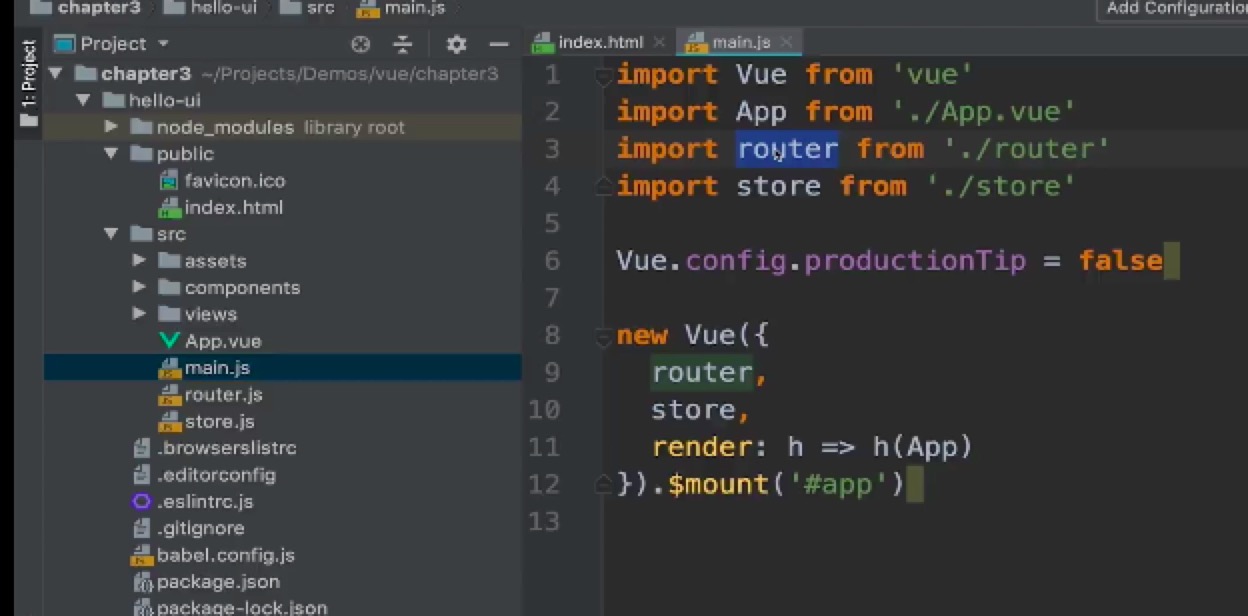 chapter3 hello-ui src main.js Add Configuration
1: Project
Project
index.html main.js
chapter3 ~/Projects/Demos/vue/chapter3
hello-ui
node_modules library root
public
favicon.ico
index.html
src
assets
components
views
App.vue
main.js
router.js
store.js
.browserslistrc
.editorconfig
.eslintrc.js
.gitignore
babel.config.js
package.json
package-lock.json
1 import Vue from 'vue'
2 import App from './App.vue'
3 import router from './router'
4 import store from './store'
5
6 Vue.config.productionTip = false
7
8 new Vue({
9 router,
10 store,
11 render: h => h(App)
12 }).$mount('#app')
13